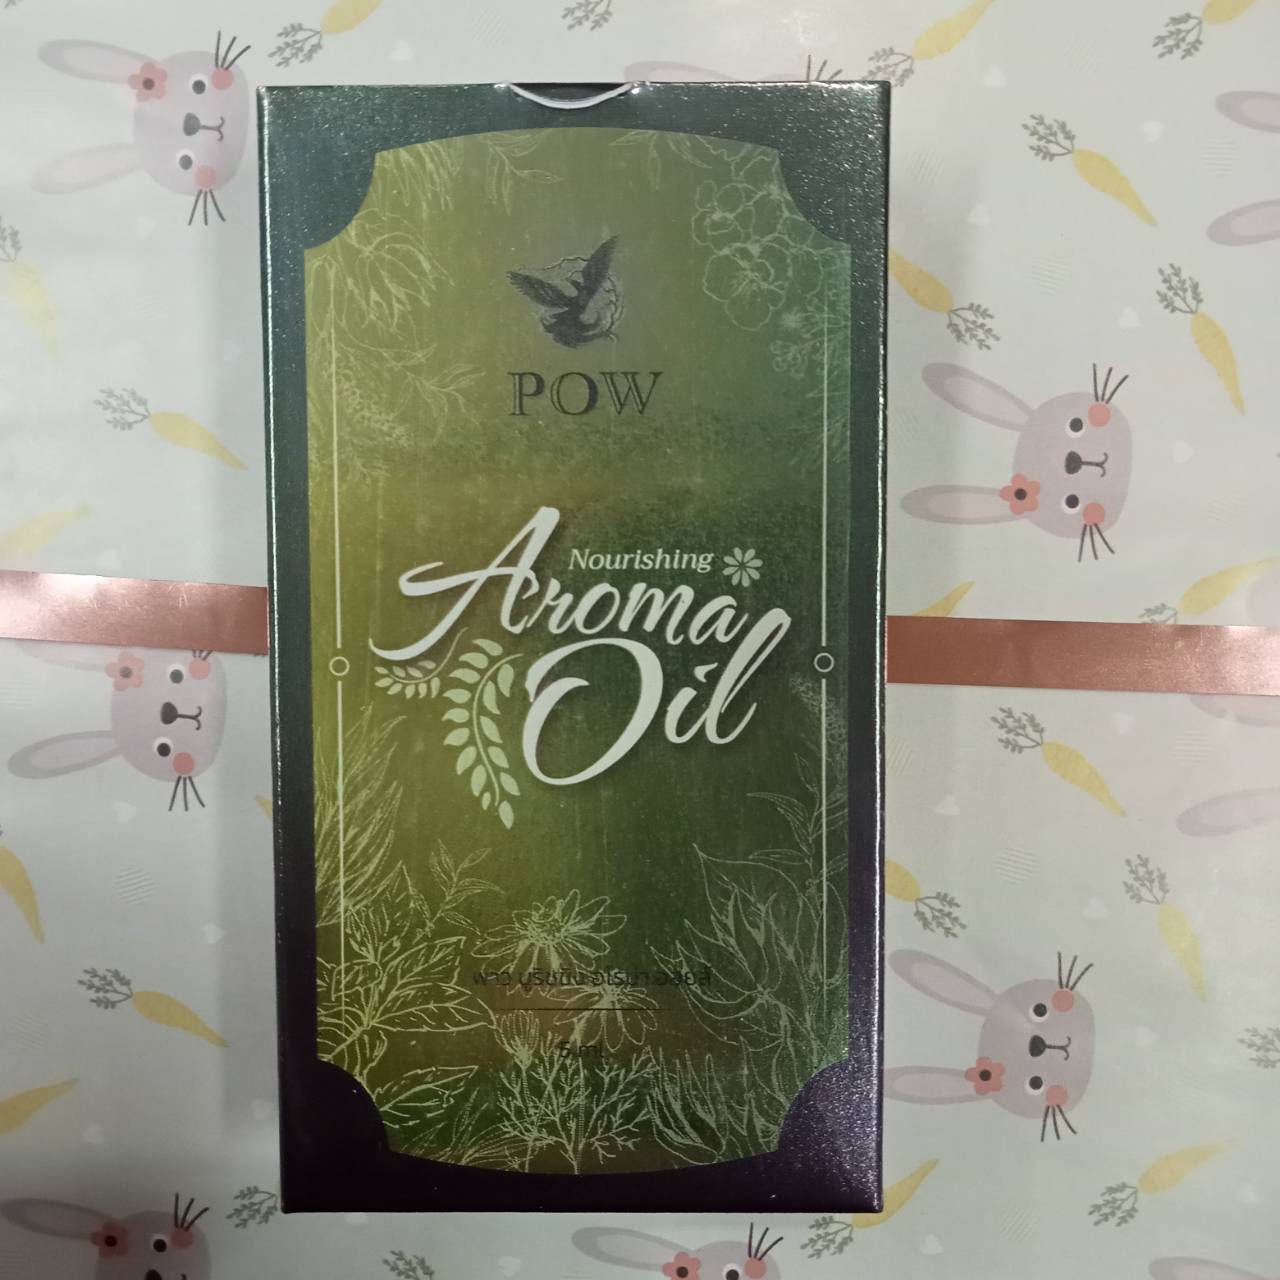 POW
Nourishing
Aroma
Oil
พาว นูริชชิ่ง อโรม่า ออยล์
5 ml.